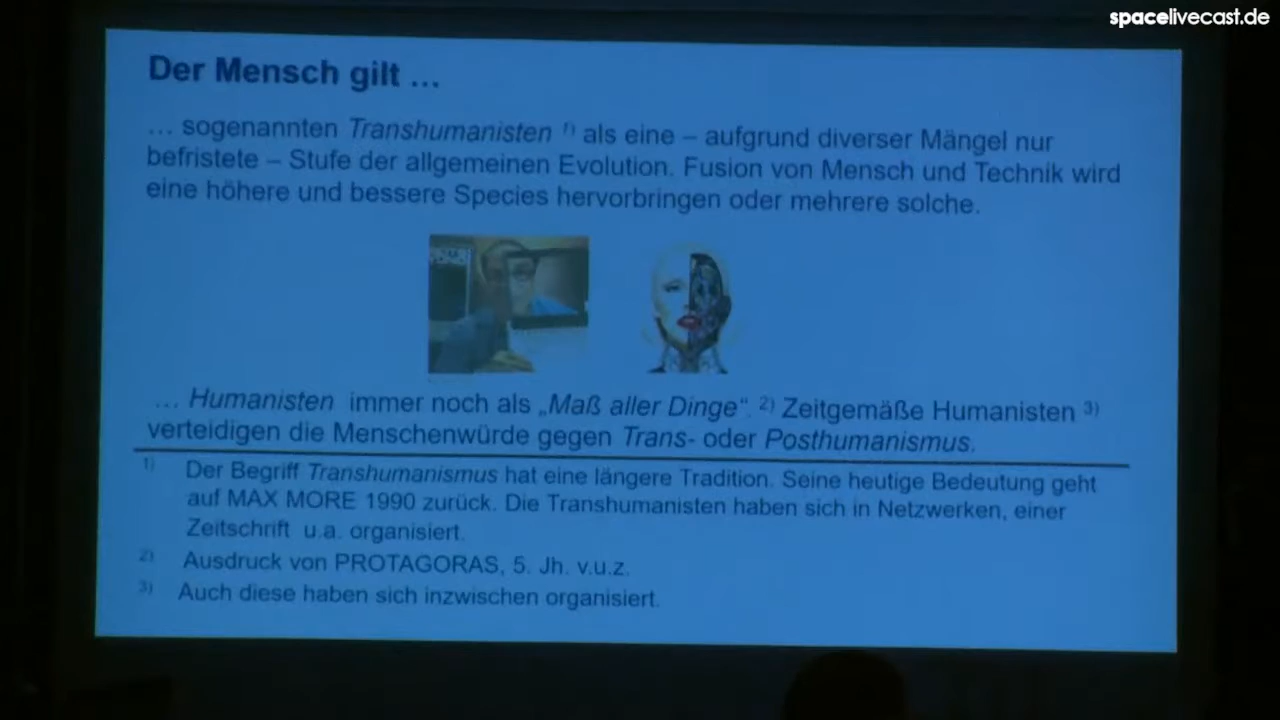 spacelivecast.de
Der Mensch gilt ...
... sogenannten Transhumanisten 1) als eine – aufgrund diverser Mängel nur
befristete – Stufe der allgemeinen Evolution. Fusion von Mensch und Technik wird
eine höhere und bessere Species hervorbringen oder mehrere solche.
... Humanisten immer noch als „Maß aller Dinge“. 2) Zeitgemäße Humanisten 3)
verteidigen die Menschenwürde gegen Trans- oder Posthumanismus.
1) Der Begriff Transhumanismus hat eine längere Tradition. Seine heutige Bedeutung geht
auf MAX MORE 1990 zurück. Die Transhumanisten haben sich in Netzwerken, einer
Zeitschrift u.a. organisiert.
2) Ausdruck von PROTAGORAS, 5. Jh. v.u.z.
3) Auch diese haben sich inzwischen organisiert.